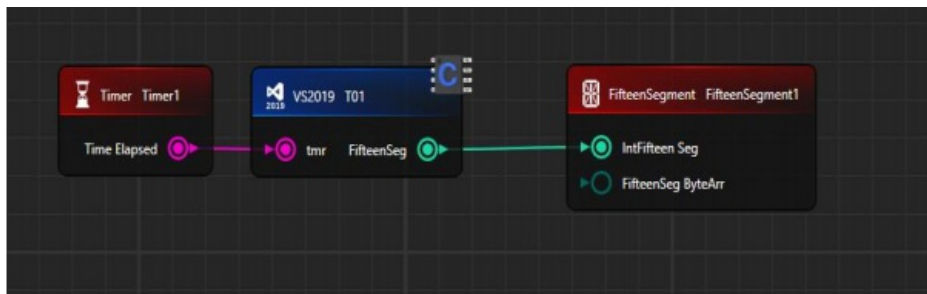 Timer Timer1
Time Elapsed
2019
VS2019 T01
C
tmr FifteenSeg
FifteenSegment FifteenSegment1
IntFifteen Seg
FifteenSeg ByteArr